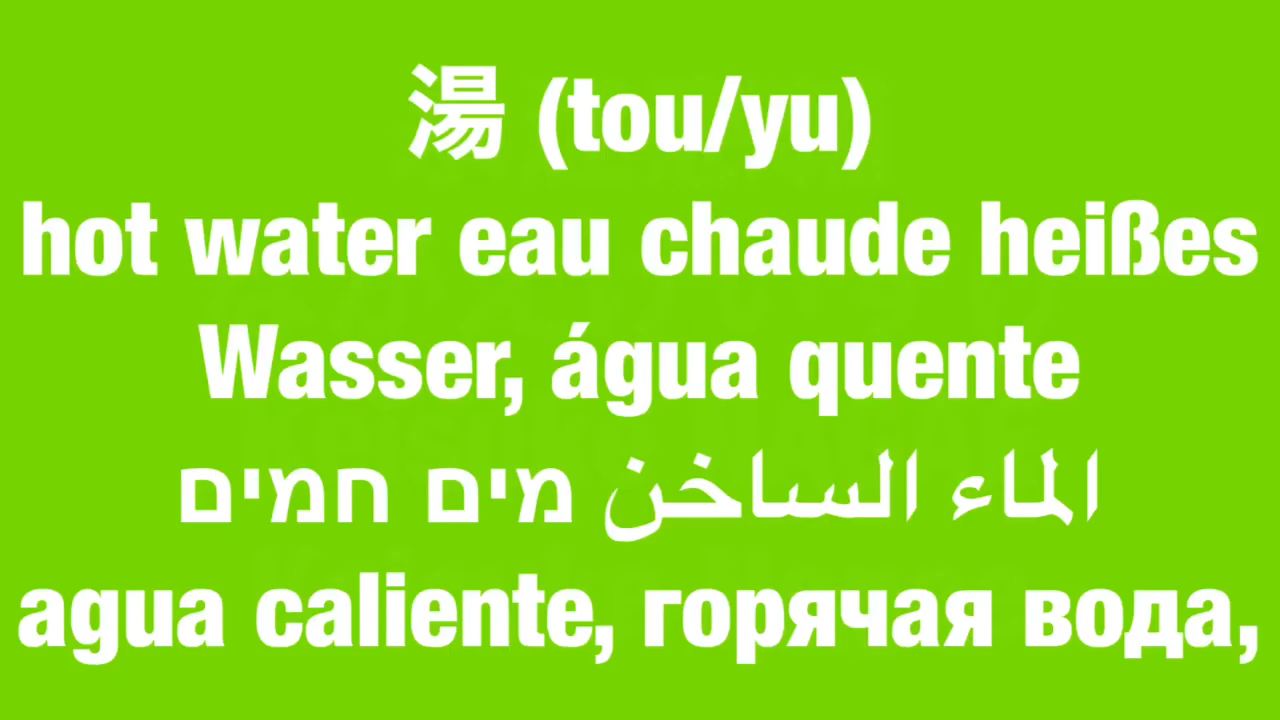 湯 (tou/yu)
hot water eau chaude heißes
Wasser, água quente
الماء الساخن מים חמים
agua caliente, горячая вода,